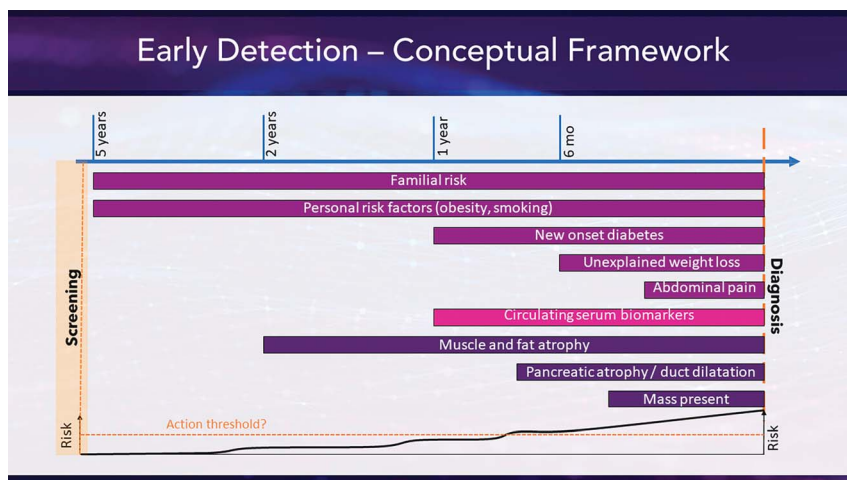 Early Detection – Conceptual Framework
5 years
2 years
1 year
6 mo
Familial risk
Personal risk factors (obesity, smoking)
New onset diabetes
Unexplained weight loss
Abdominal pain
Circulating serum biomarkers
Muscle and fat atrophy
Pancreatic atrophy / duct dilatation
Mass present
Screening
Diagnosis
Action threshold?
Risk
Risk